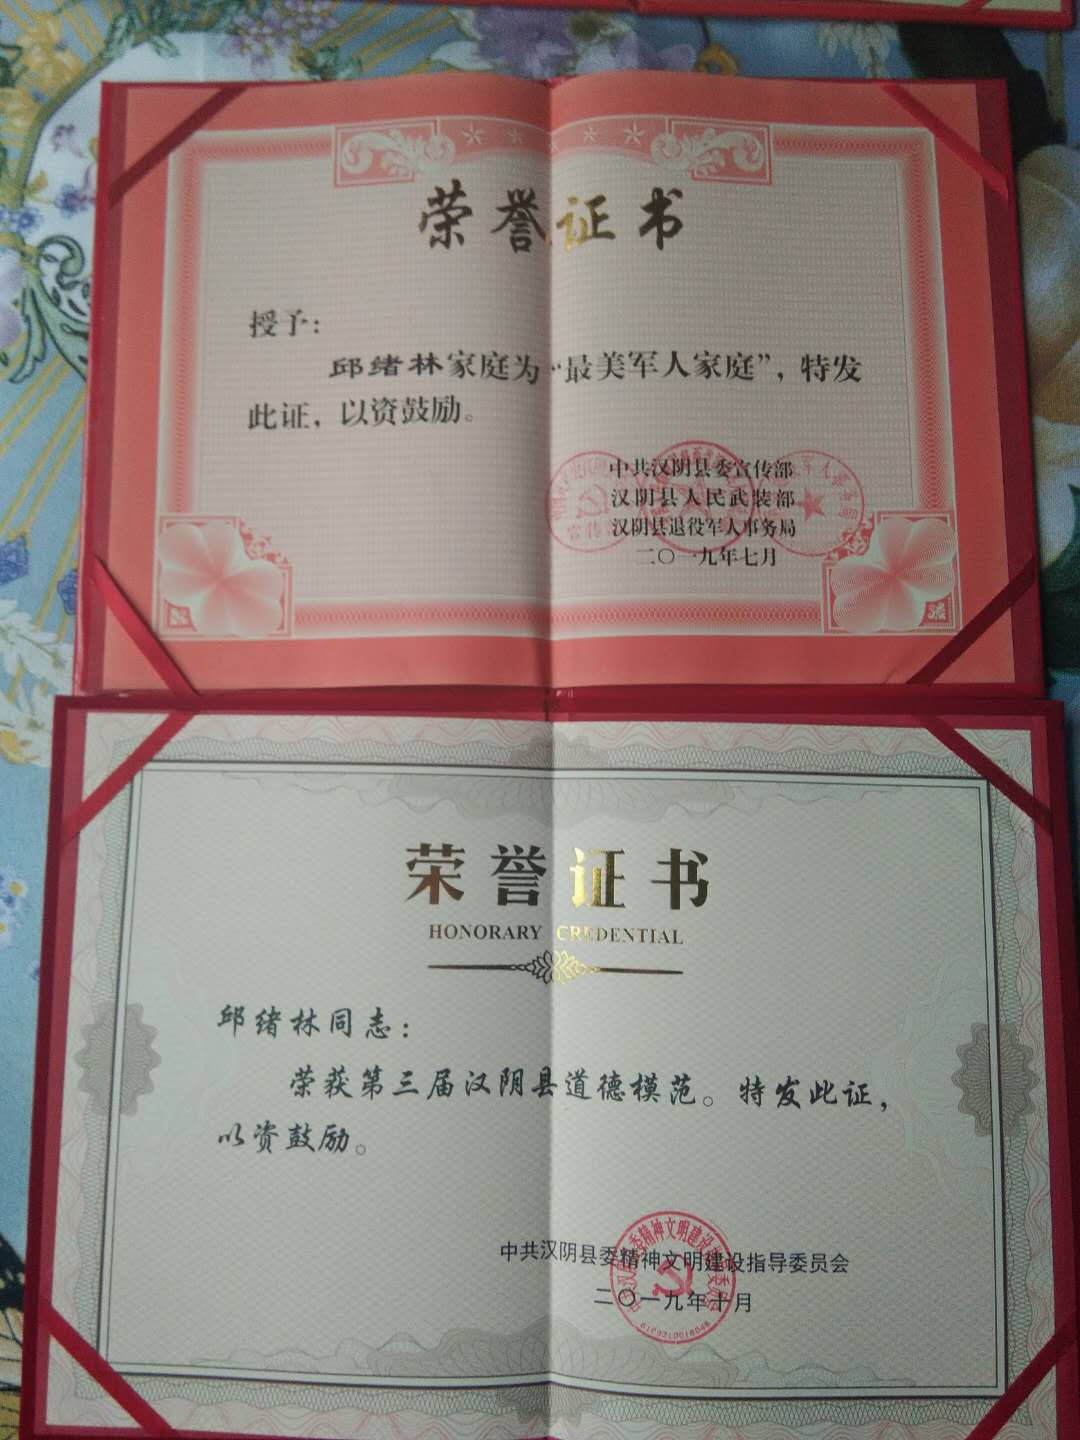 荣誉证书
授予：
邱绪林家庭为“最美军人家庭”，特发
此证，以资鼓励。
中共汉阴县委宣传部
汉阴县人民武装部
汉阴县退役军人事务局
二〇一九年七月
荣誉证书
HONORARY CREDENTIAL
邱绪林同志：
荣获第三届汉阴县道德模范。特发此证，
以资鼓励。
中共汉阴县委精神文明建设指导委员会
二〇一九年十月